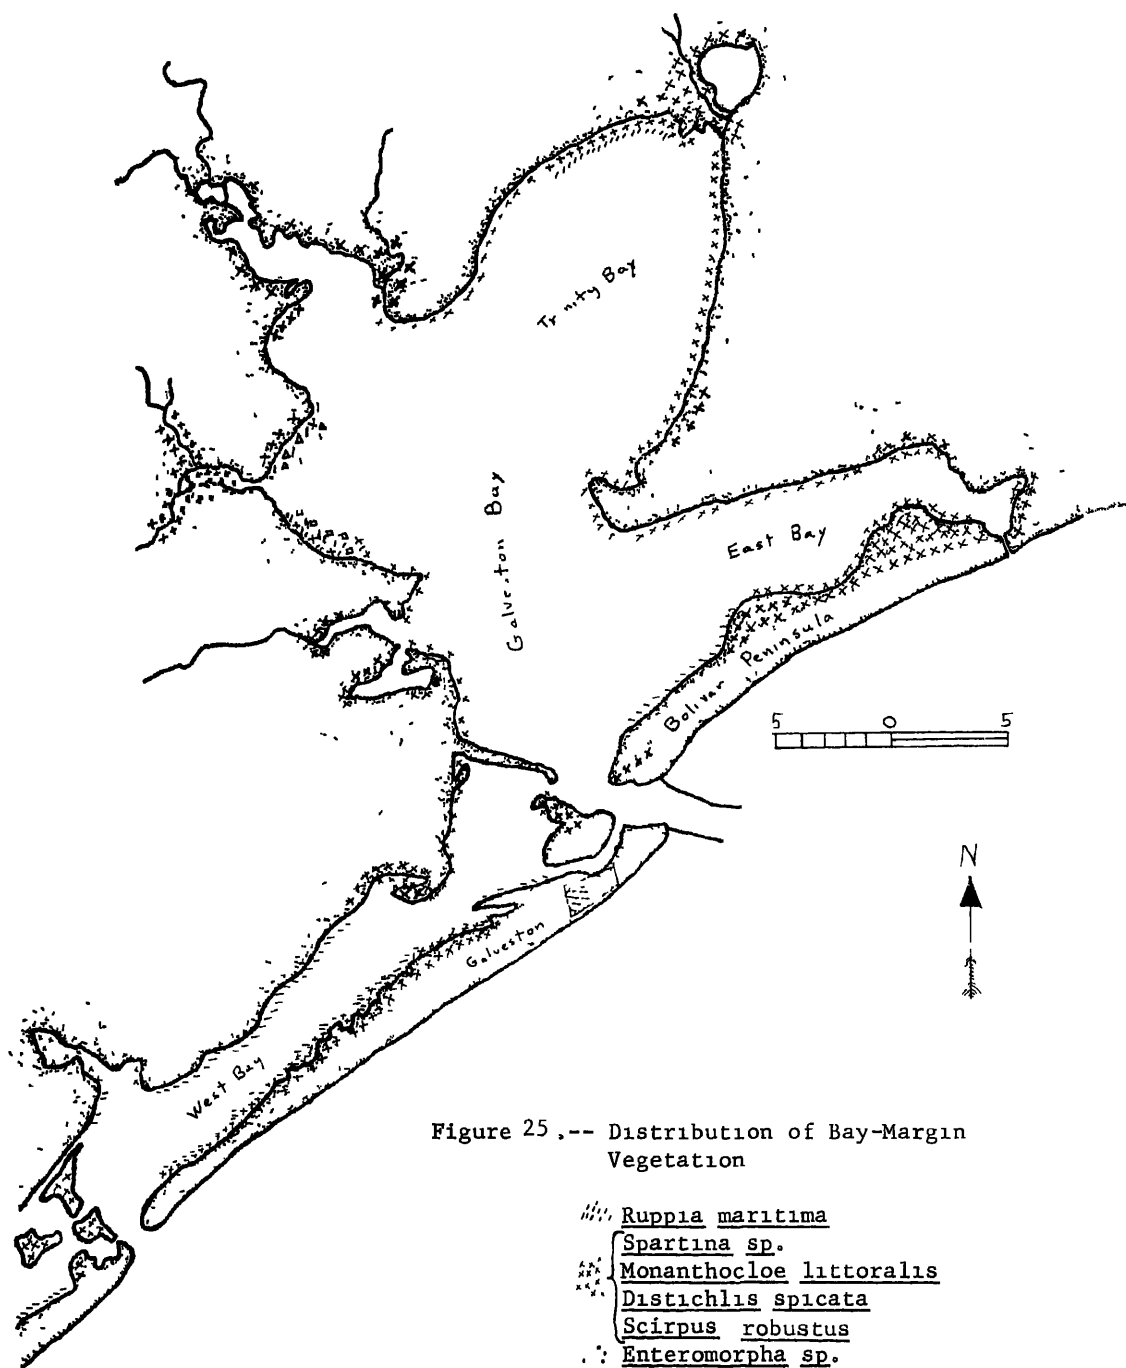 Trinity Bay
Galveston Bay
East Bay
Bolivar Peninsula
5 0 5
N
Galveston
West Bay
Figure 25.-- Distribution of Bay-Margin
Vegetation
Ruppia maritima
Spartina sp.
Monanthocloe littoralis
Distichlis spicata
Scirpus robustus
Enteromorpha sp.